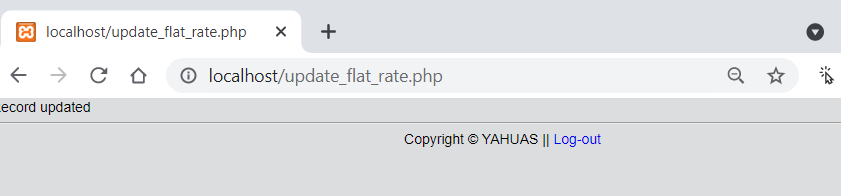 localhost/update_flat_rate.php
localhost/update_flat_rate.php
ecord updated
Copyright © YAHUAS || Log-out